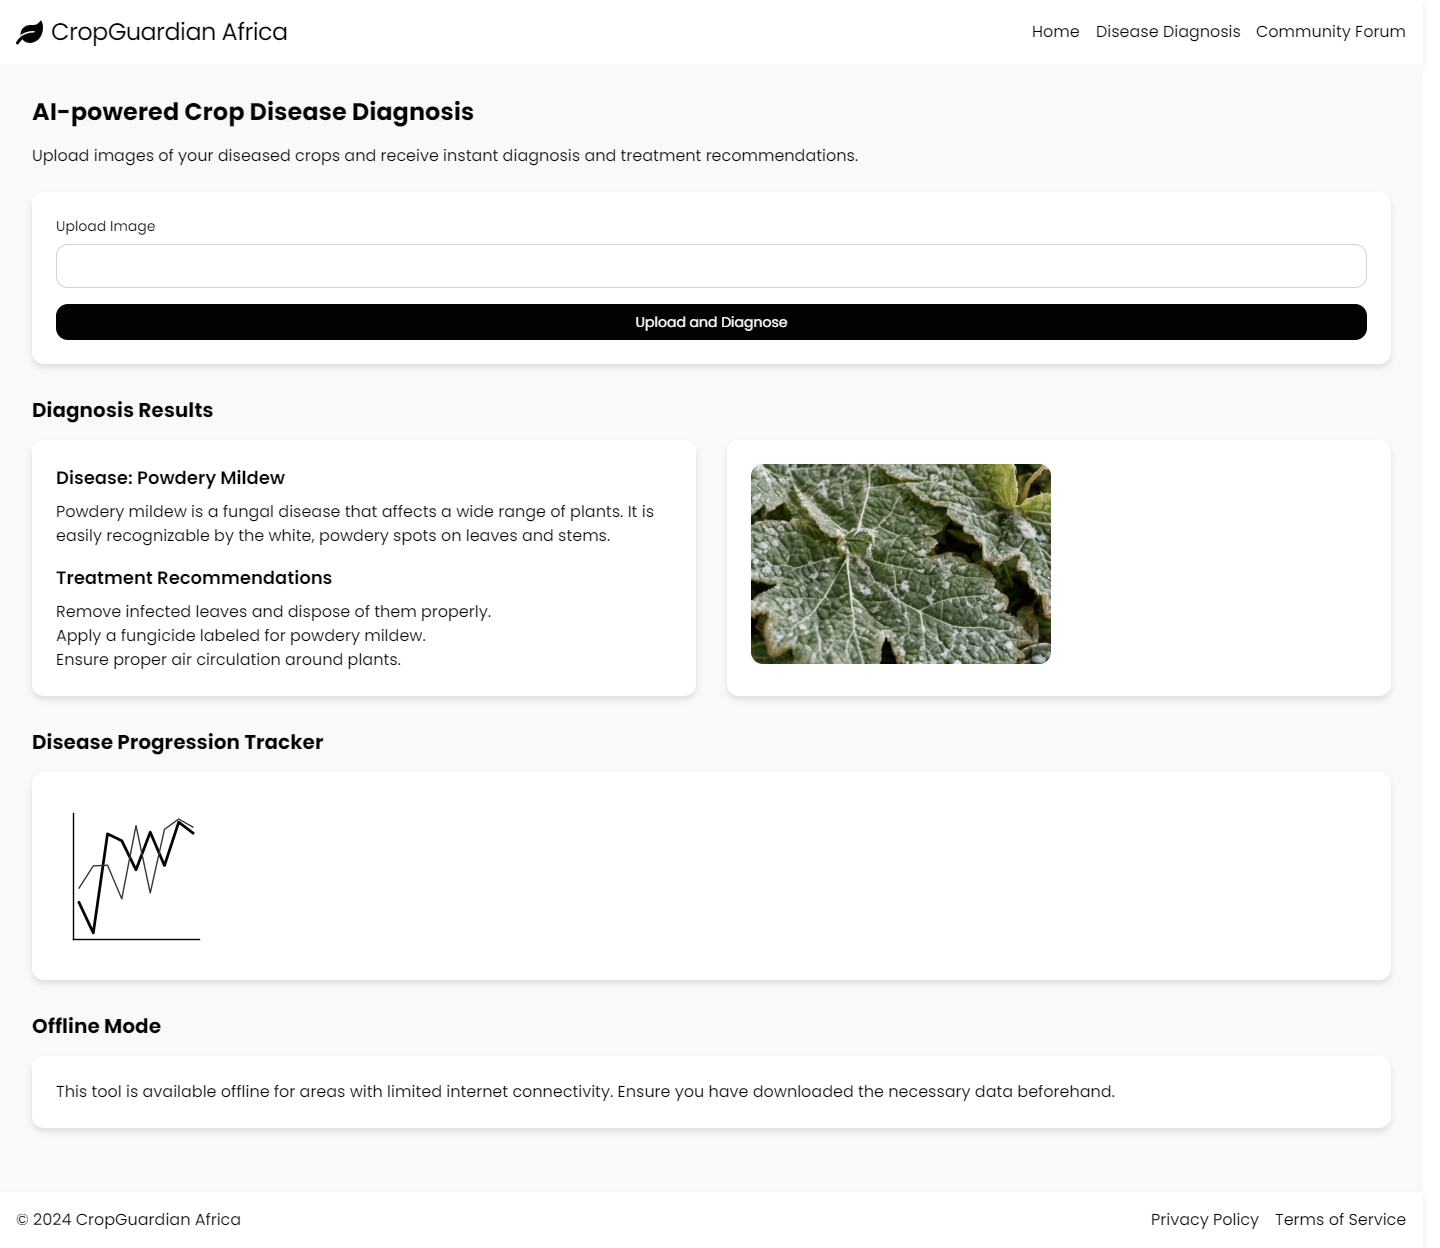 CropGuardian Africa
Home
Disease Diagnosis
Community Forum
AI-powered Crop Disease Diagnosis
Upload images of your diseased crops and receive instant diagnosis and treatment recommendations.
Upload Image
Upload and Diagnose
Diagnosis Results
Disease: Powdery Mildew
Powdery mildew is a fungal disease that affects a wide range of plants. It is
easily recognizable by the white, powdery spots on leaves and stems.
Treatment Recommendations
Remove infected leaves and dispose of them properly.
Apply a fungicide labeled for powdery mildew.
Ensure proper air circulation around plants.
Disease Progression Tracker
Offline Mode
This tool is available offline for areas with limited internet connectivity. Ensure you have downloaded the necessary data beforehand.
© 2024 CropGuardian Africa
Privacy Policy
Terms of Service